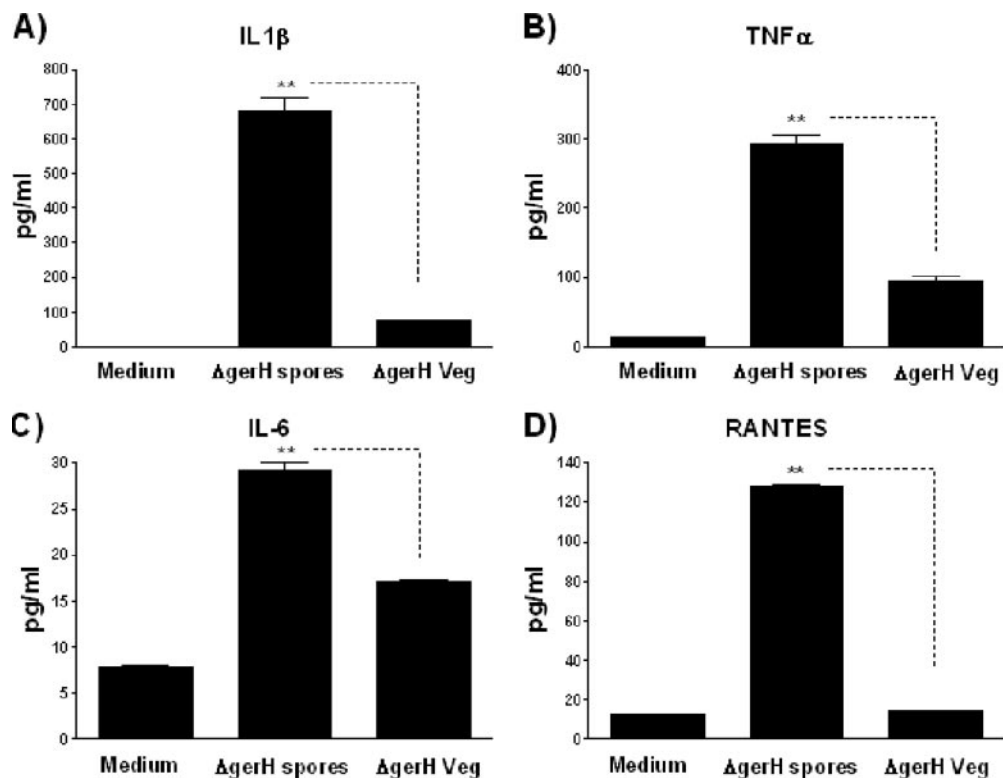 A)
IL1β
800
700
600
500
400
300
200
100
0
pg/ml
**
Medium ΔgerH spores ΔgerH Veg
B)
TNFα
400
300
200
100
0
pg/ml
**
Medium ΔgerH spores ΔgerH Veg
C)
IL-6
30
25
20
15
10
5
0
pg/ml
**
Medium ΔgerH spores ΔgerH Veg
D)
RANTES
140
120
100
80
60
40
20
0
pg/ml
**
Medium ΔgerH spores ΔgerH Veg